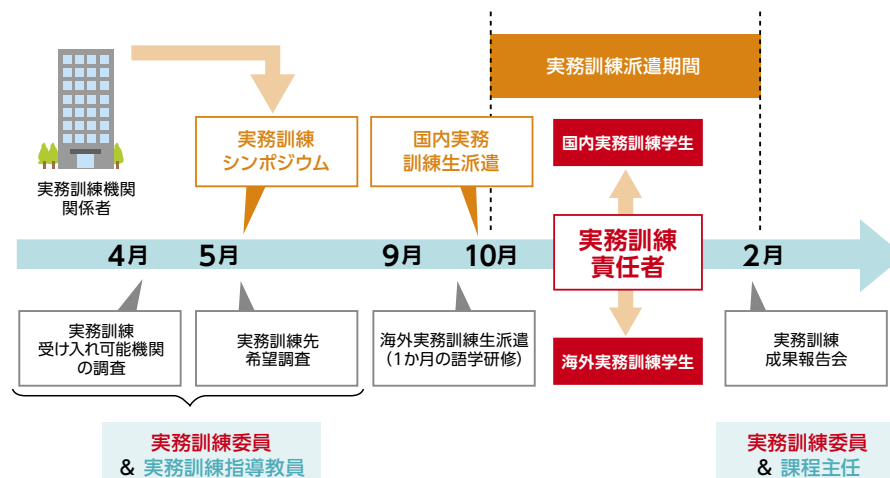 実務訓練派遣期間
実務訓練機関
関係者
実務訓練
シンポジウム
国内実務
訓練生派遣
国内実務訓練学生
4月
5月
9月
10月
実務訓練
責任者
2月
実務訓練
受け入れ可能機関
の調査
実務訓練先
希望調査
海外実務訓練生派遣
(1か月の語学研修)
海外実務訓練学生
実務訓練
成果報告会
実務訓練委員
& 実務訓練指導教員
実務訓練委員
& 課程主任